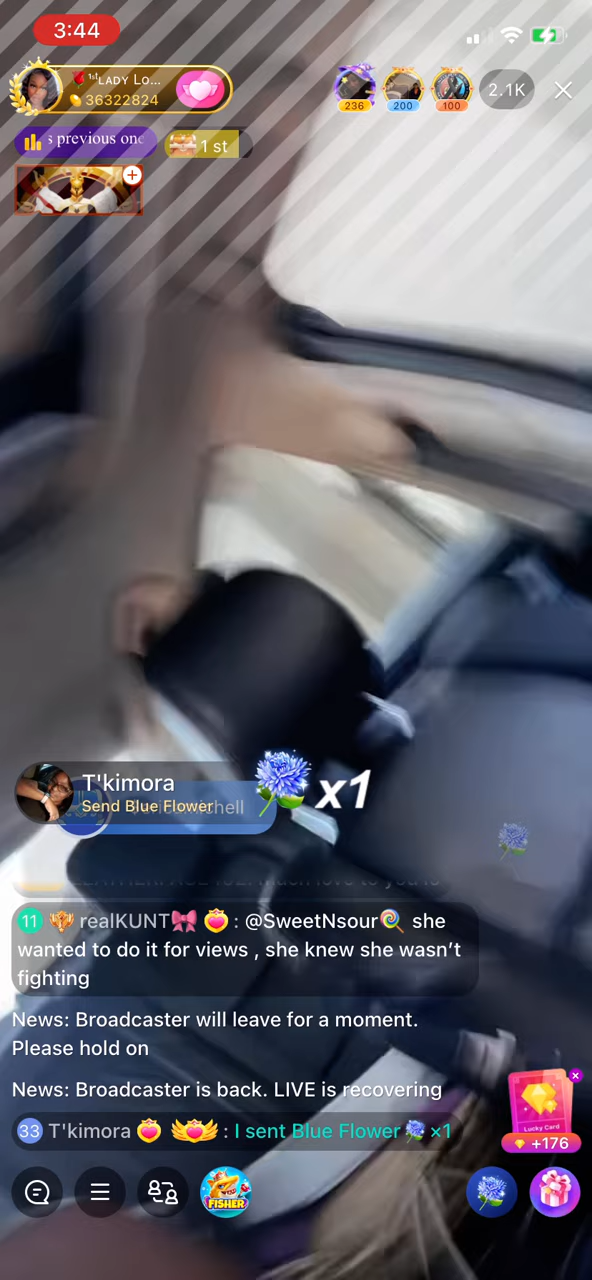 3:44
1stLADY Lo...
36322824
236
200
100
2.1K
s previous one
1 st
T'kimora
Send Blue Flower
x1
11 realKUNT : @SweetNsour she
wanted to do it for views , she knew she wasn't
fighting
News: Broadcaster will leave for a moment.
Please hold on
News: Broadcaster is back. LIVE is recovering
33 T'kimora : I sent Blue Flower x1
Lucky Card
+176
FISHER